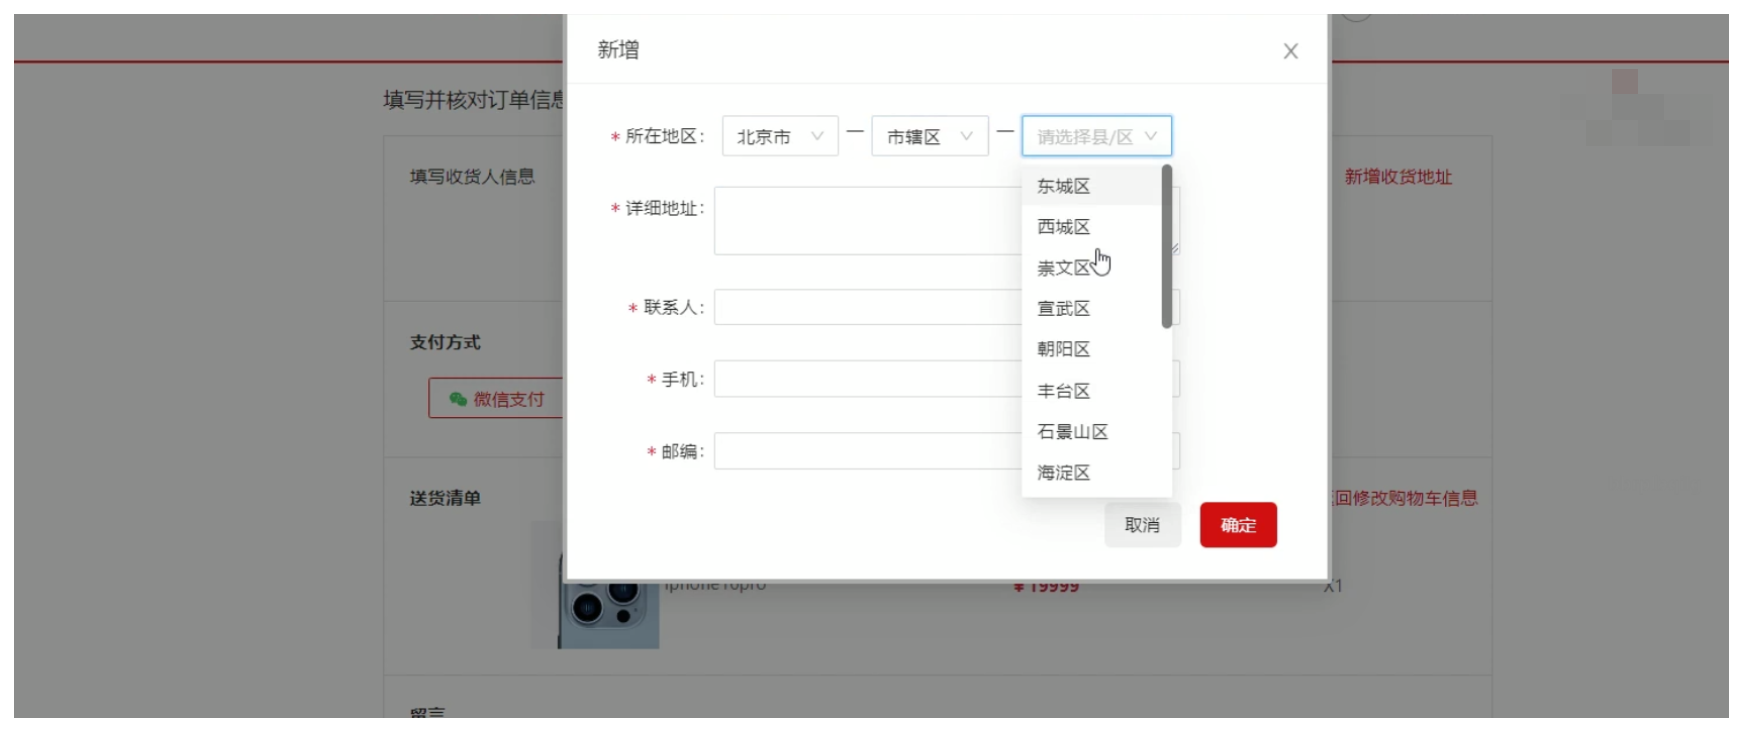 新增
X
填写并核对订单信息
* 所在地区: 北京市 — 市辖区 — 请选择县/区
填写收货人信息
新增收货地址
东城区
* 详细地址:
西城区
崇文区
* 联系人:
宣武区
支付方式
朝阳区
* 手机:
丰台区
微信支付
石景山区
* 邮编:
海淀区
送货清单
回修改购物车信息
取消 确定
¥19999
X1
留言